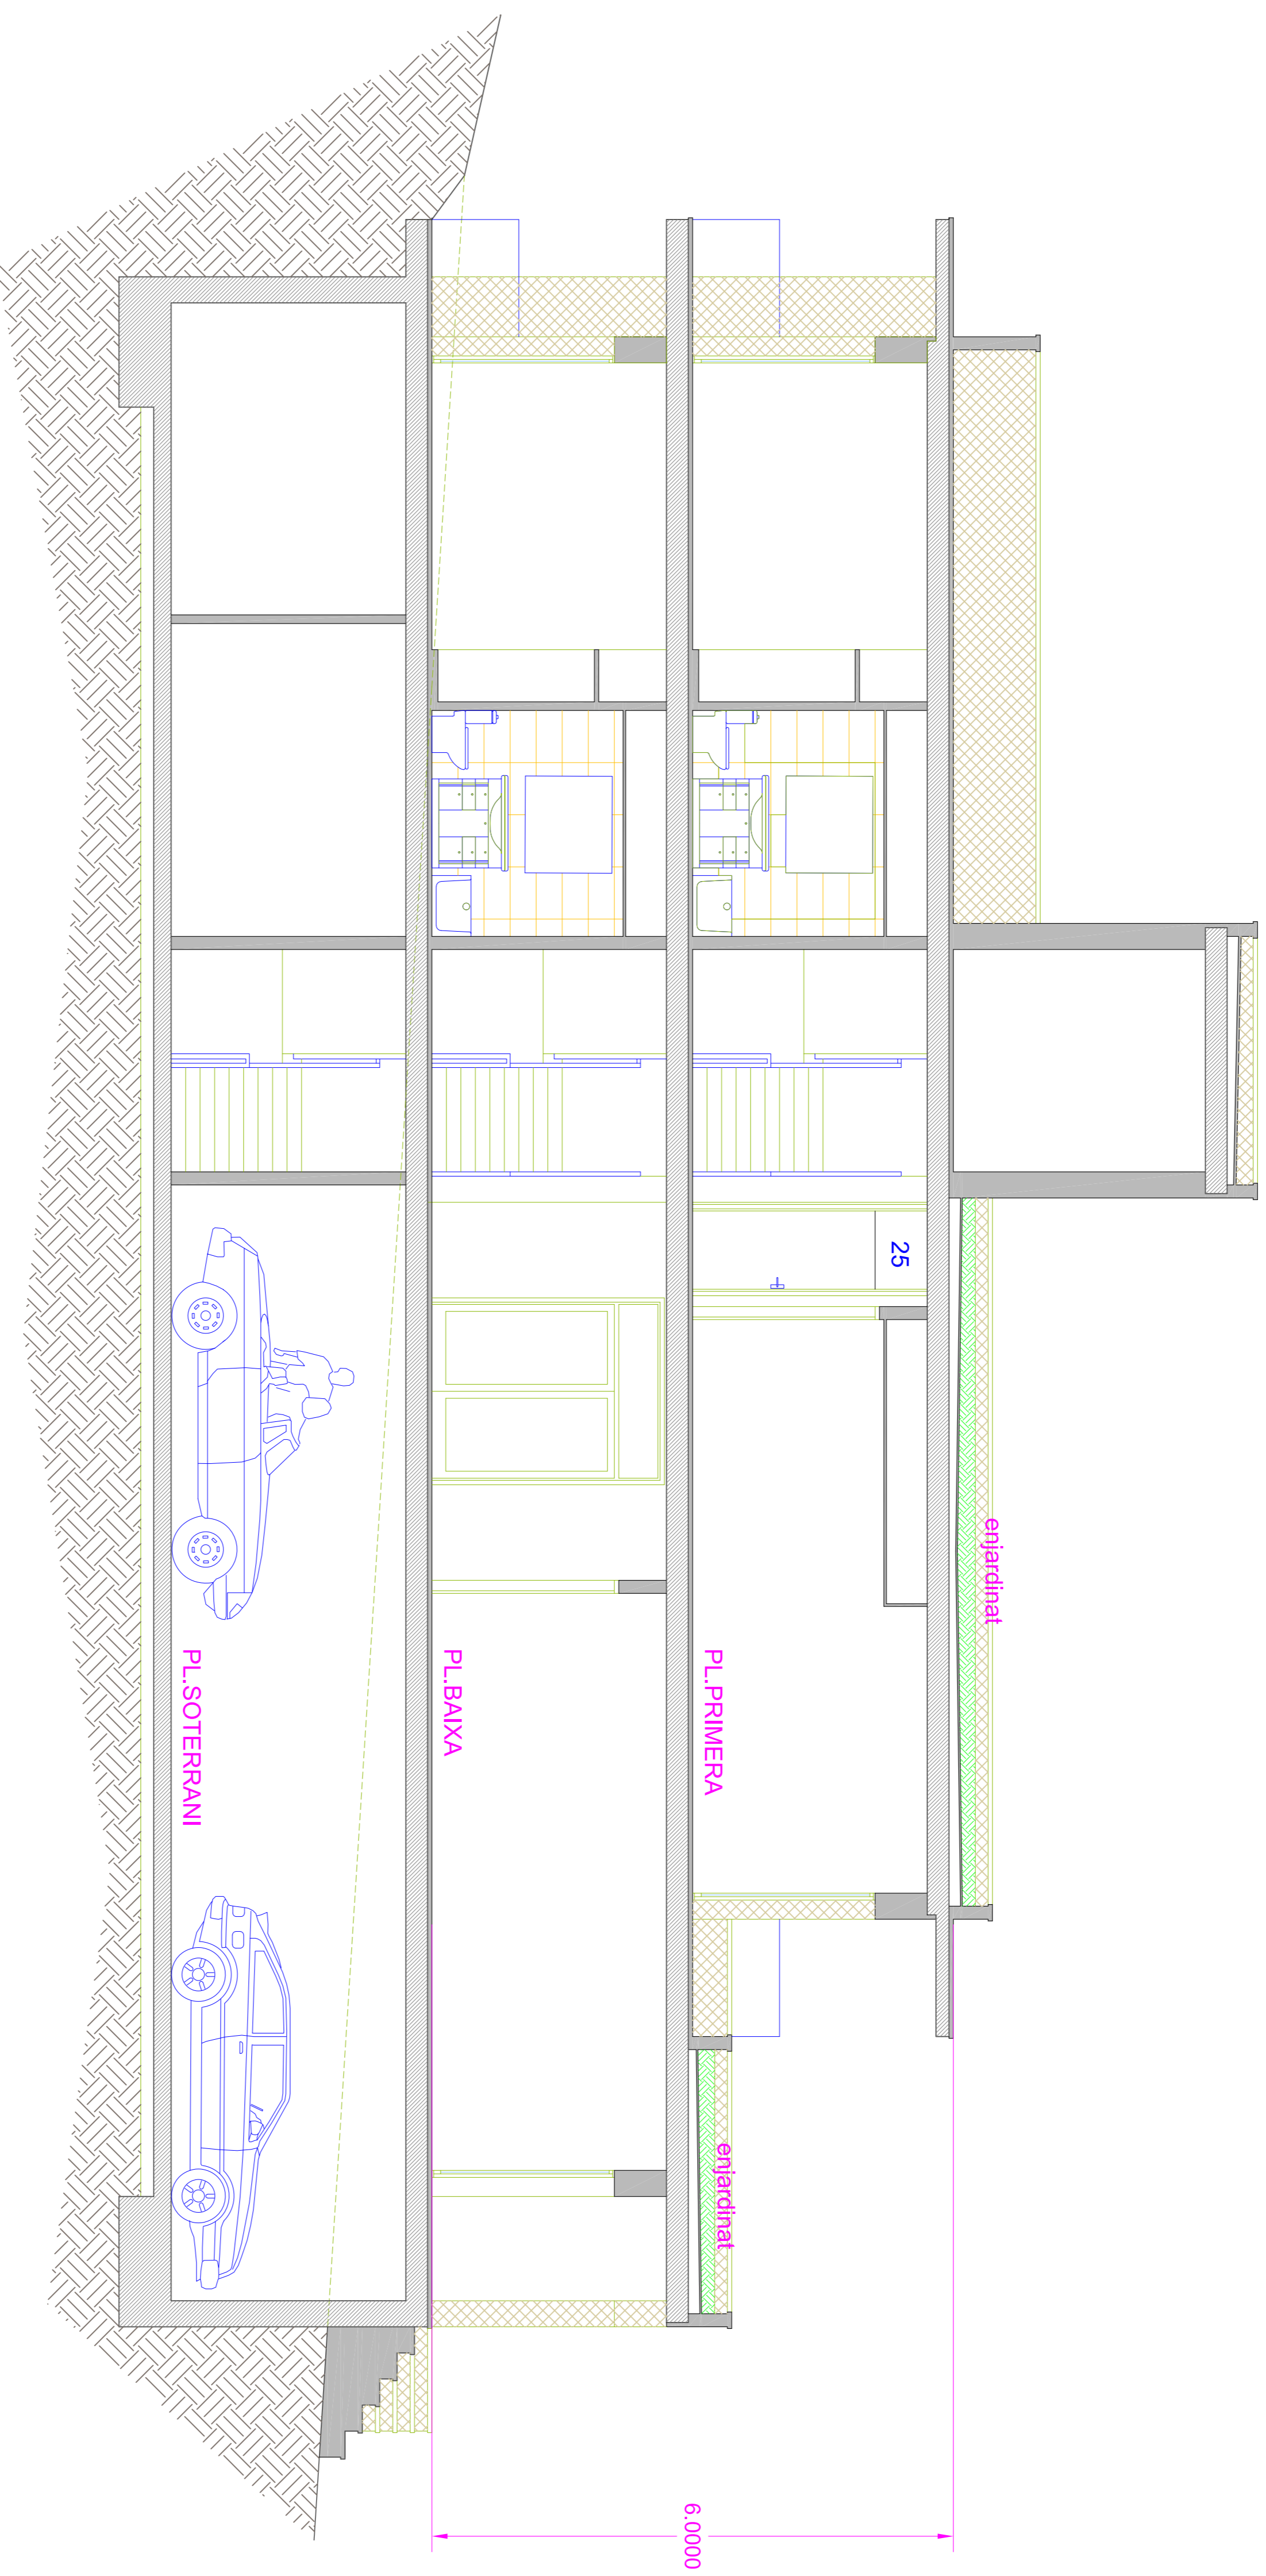 enjardinat
25
enjardinat
PL.PRIMERA
PL.BAIXA
PL.SOTERRANI
6.0000